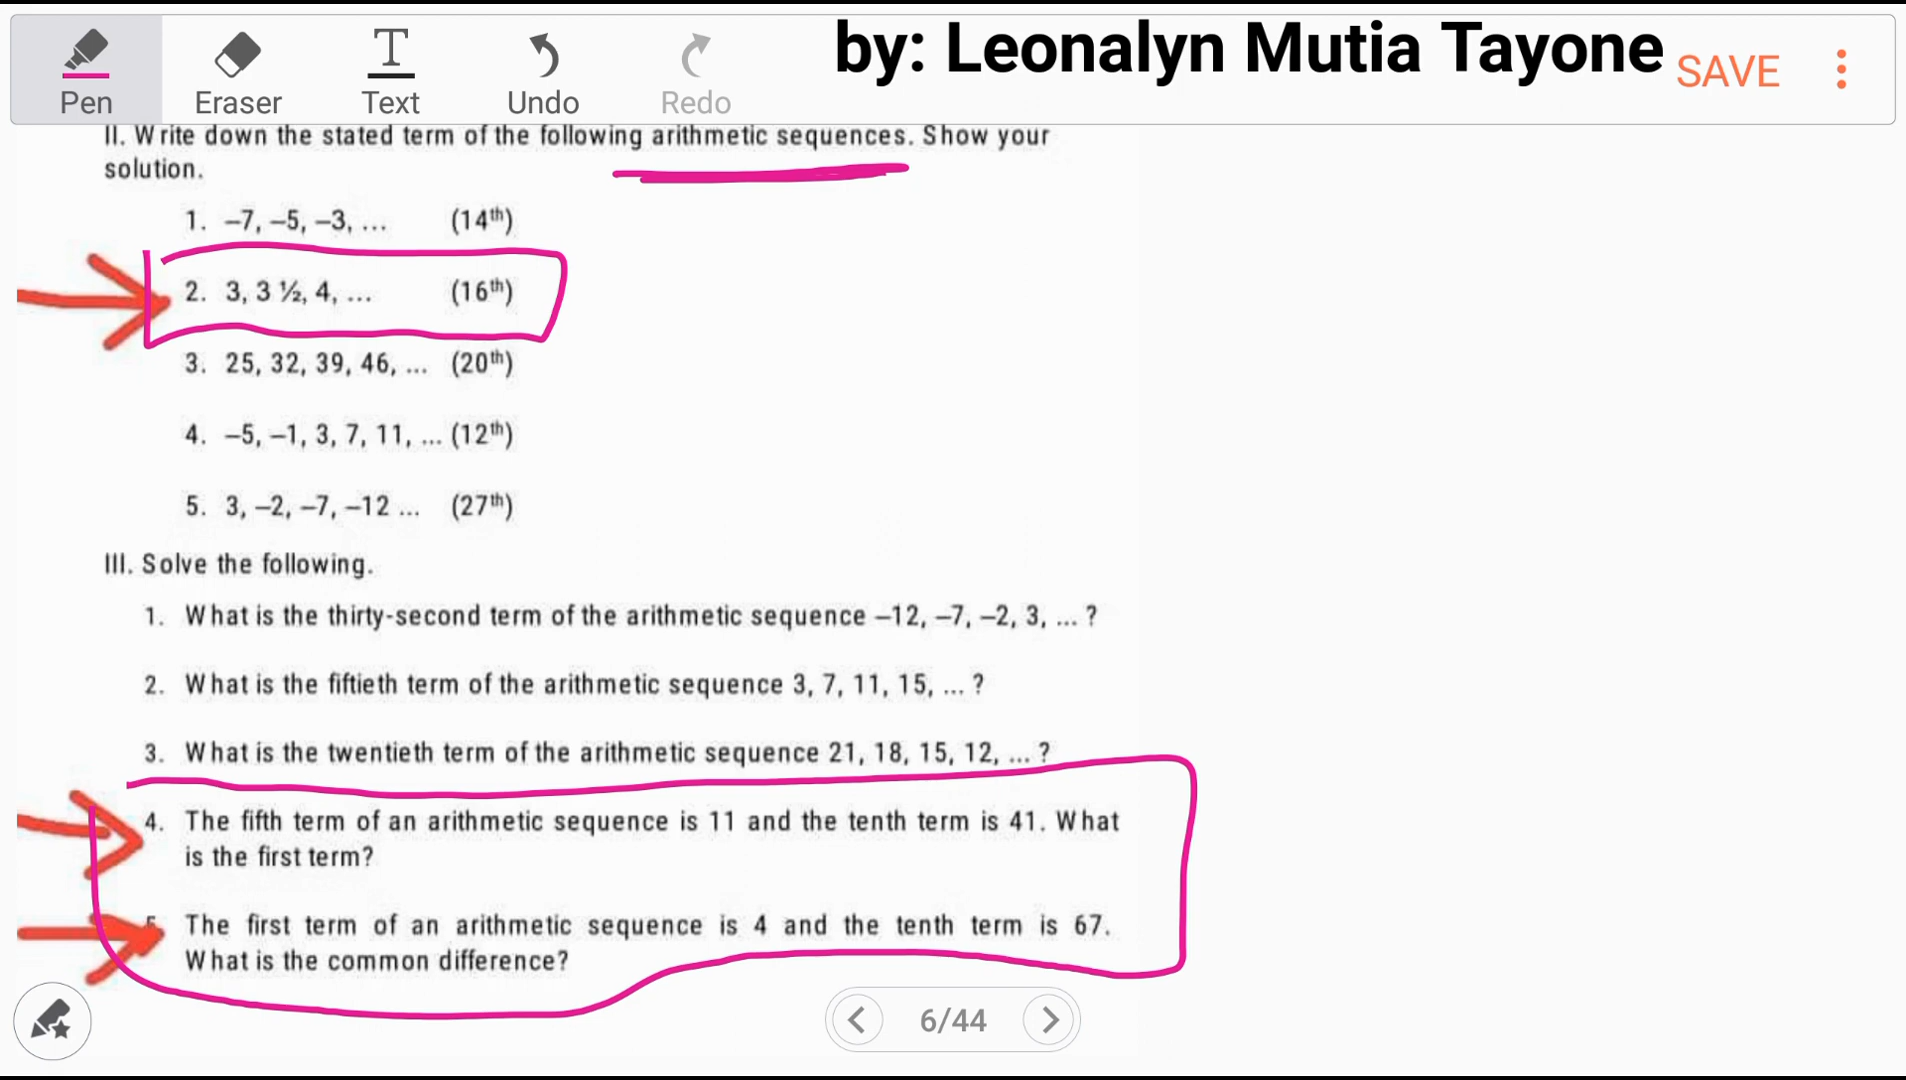 by: Leonalyn Mutia Tayone
SAVE
Pen
Eraser
Text
Undo
Redo
II. Write down the stated term of the following arithmetic sequences. Show your
solution.
1. –7, –5, –3, ... (14th)
2. 3, 3 ½, 4, ... (16th)
3. 25, 32, 39, 46, ... (20th)
4. –5, –1, 3, 7, 11, ... (12th)
5. 3, –2, –7, –12 ... (27th)
III. Solve the following.
1. What is the thirty-second term of the arithmetic sequence –12, –7, –2, 3, ... ?
2. What is the fiftieth term of the arithmetic sequence 3, 7, 11, 15, ... ?
3. What is the twentieth term of the arithmetic sequence 21, 18, 15, 12, ... ?
4. The fifth term of an arithmetic sequence is 11 and the tenth term is 41. What
is the first term?
The first term of an arithmetic sequence is 4 and the tenth term is 67.
What is the common difference?
6/44